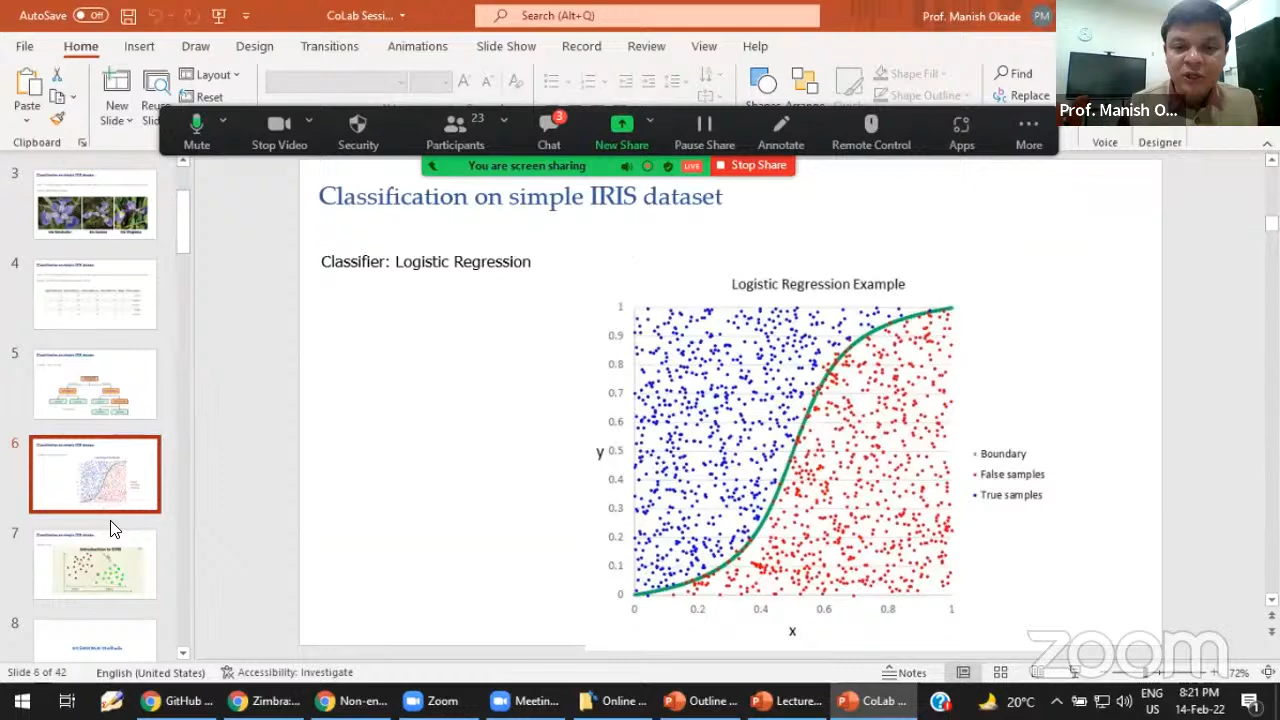 AutoSave Off
CoLab Sessi...
Search (Alt+Q)
Prof. Manish Okade PM
File Home Insert Draw Design Transitions Animations Slide Show Record Review View Help
Paste
Clipboard
New
Slide
Layout
Reset
Shape Fill
Shape Outline
Find
Replace
Voice
Designer
Prof. Manish O...
23
3
Mute Stop Video Security Participants Chat New Share Pause Share Annotate Remote Control Apps More
You are screen sharing LIVE Stop Share
4
5
6
7
Introduction to SVM
8
Classification on simple IRIS dataset
Classifier: Logistic Regression
Logistic Regression Example
1
0.9
0.8
0.7
y 0.5
0.6
0.4
0.3
0.2
0.1
0
0 0.2 0.4 0.6 0.8 1
x
Boundary
False samples
True samples
zoom
Slide 6 of 42 English (United States) Accessibility: Investigate Notes 72%
GitHub ... Zimbra:... Non-en... Zoom Meetin... Online ... Outline ... Lecture... CoLab ...
20°C
ENG
US
8:21 PM
14-Feb-22